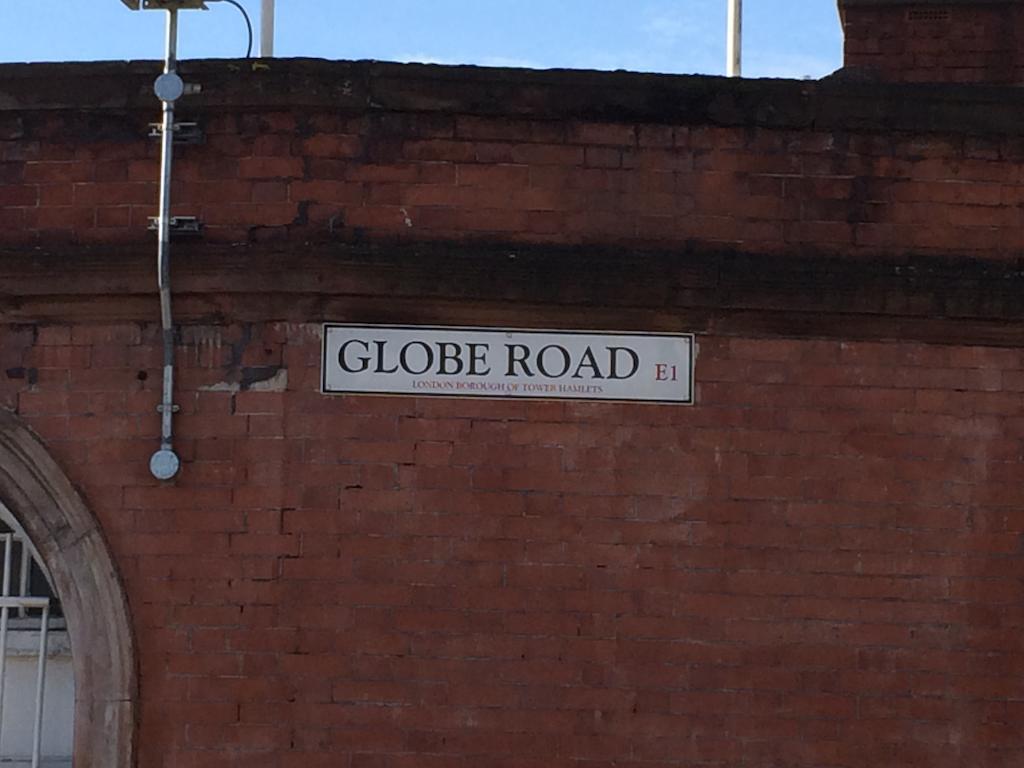 GLOBE ROAD E1
LONDON BOROUGH OF TOWER HAMLETS